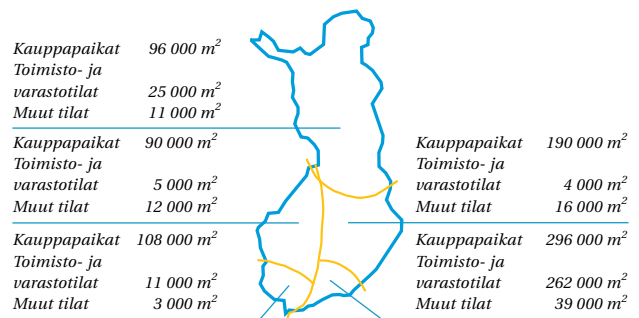 Kauppapaikat 96 000 m²
Toimisto- ja
varastotilat 25 000 m²
Muut tilat 11 000 m²
Kauppapaikat 90 000 m²
Toimisto- ja
varastotilat 5 000 m²
Muut tilat 12 000 m²
Kauppapaikat 108 000 m²
Toimisto- ja
varastotilat 11 000 m²
Muut tilat 3 000 m²
Kauppapaikat 190 000 m²
Toimisto- ja
varastotilat 4 000 m²
Muut tilat 16 000 m²
Kauppapaikat 296 000 m²
Toimisto- ja
varastotilat 262 000 m²
Muut tilat 39 000 m²